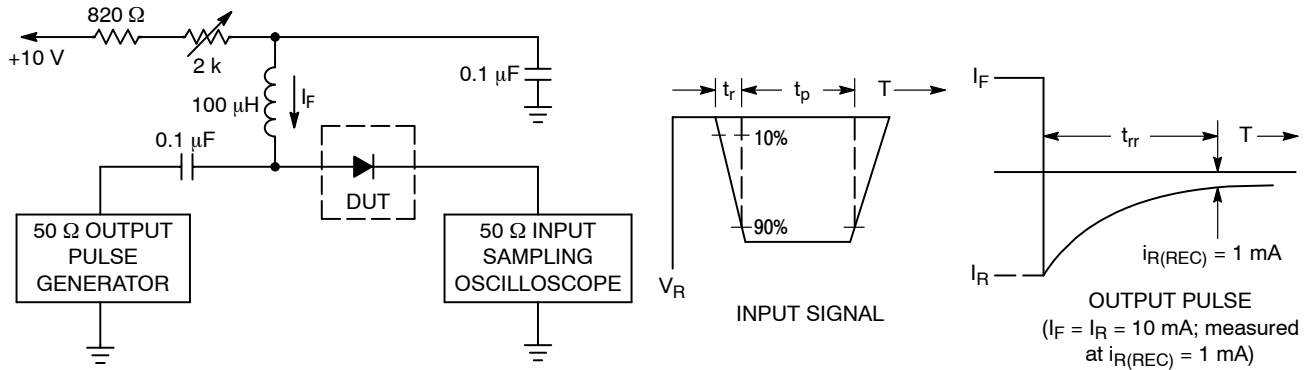 820 Ω
+10 V
2 k
100 µH
I_F
0.1 µF
0.1 µF
DUT
50 Ω OUTPUT
PULSE
GENERATOR
50 Ω INPUT
SAMPLING
OSCILLOSCOPE
t_r
t_p
T
10%
90%
V_R
INPUT SIGNAL
I_F
t_rr
T
i_R(REC) = 1 mA
I_R
OUTPUT PULSE
(I_F = I_R = 10 mA; measured
at i_R(REC) = 1 mA)